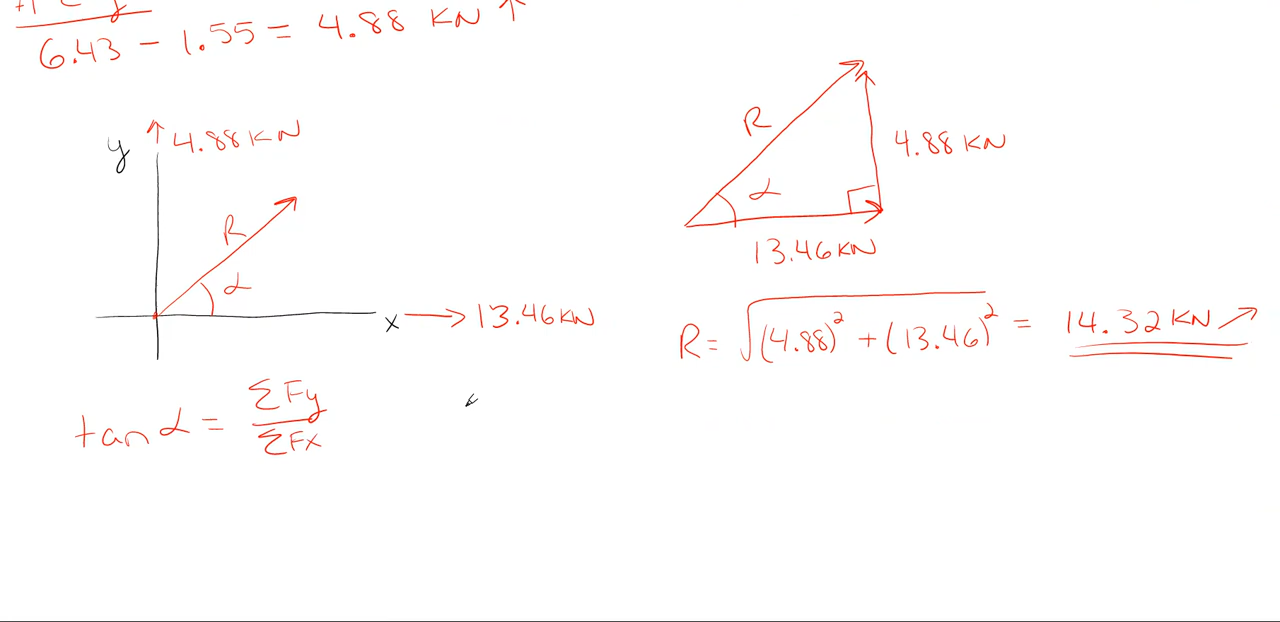 6.43 - 1.55 = 4.88 KN ↑
y ↑ 4.88 KN
R
α
x → 13.46 KN
tan α = ΣFy / ΣFx
R
α
4.88 KN
13.46 KN
R = √(4.88)² + (13.46)² = 14.32 KN ↗